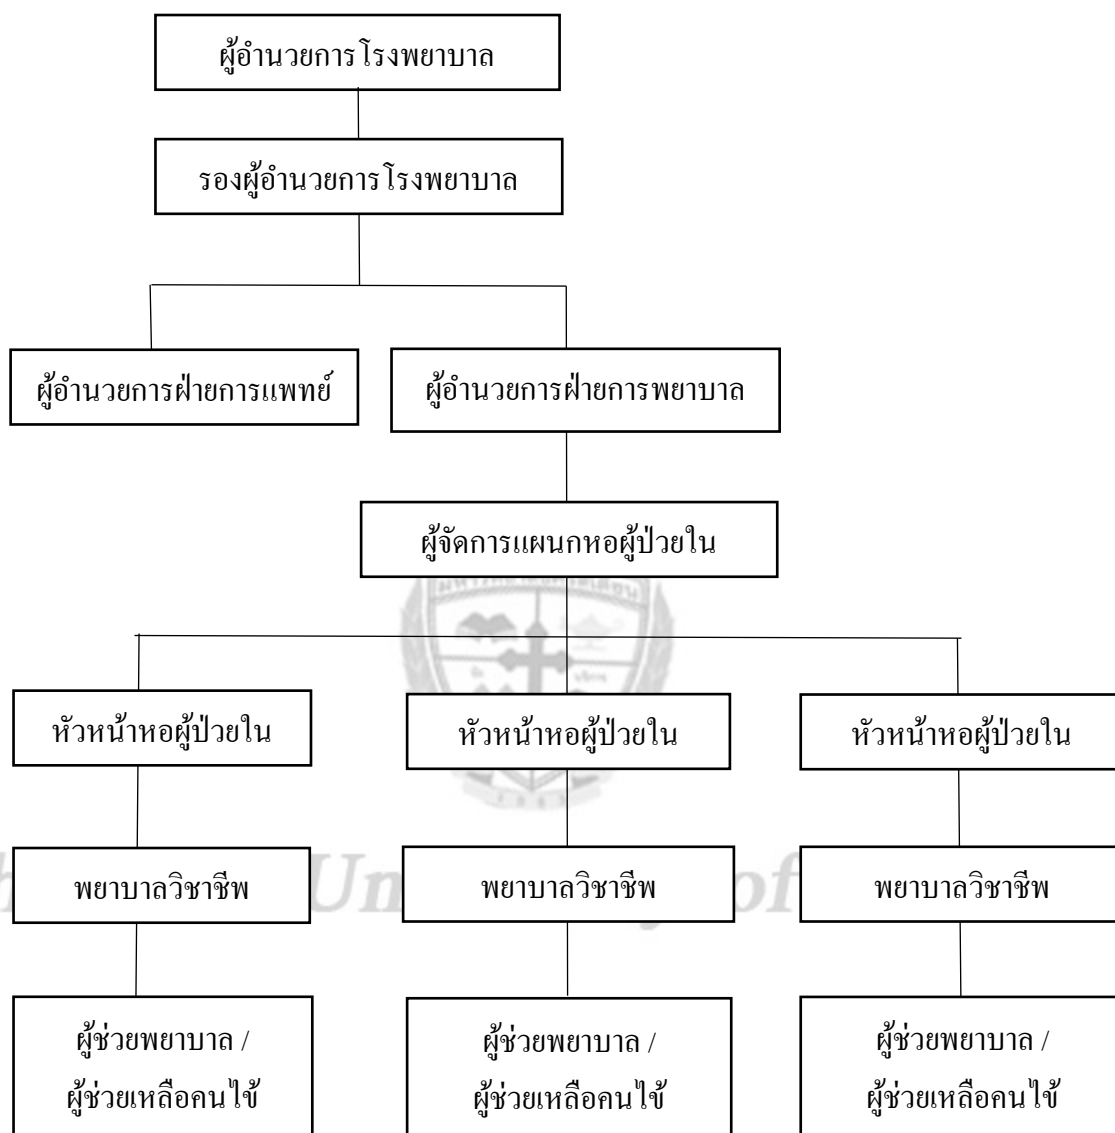 ผู้อำนวยการโรงพยาบาล
รองผู้อำนวยการโรงพยาบาล
ผู้อำนวยการฝ่ายการแพทย์
ผู้อำนวยการฝ่ายการพยาบาล
ผู้จัดการแผนกหอผู้ป่วยใน
หัวหน้าหอผู้ป่วยใน
หัวหน้าหอผู้ป่วยใน
หัวหน้าหอผู้ป่วยใน
พยาบาลวิชาชีพ
พยาบาลวิชาชีพ
พยาบาลวิชาชีพ
of
ผู้ช่วยพยาบาล /
ผู้ช่วยเหลือคนไข้
ผู้ช่วยพยาบาล /
ผู้ช่วยเหลือคนไข้
ผู้ช่วยพยาบาล /
ผู้ช่วยเหลือคนไข้